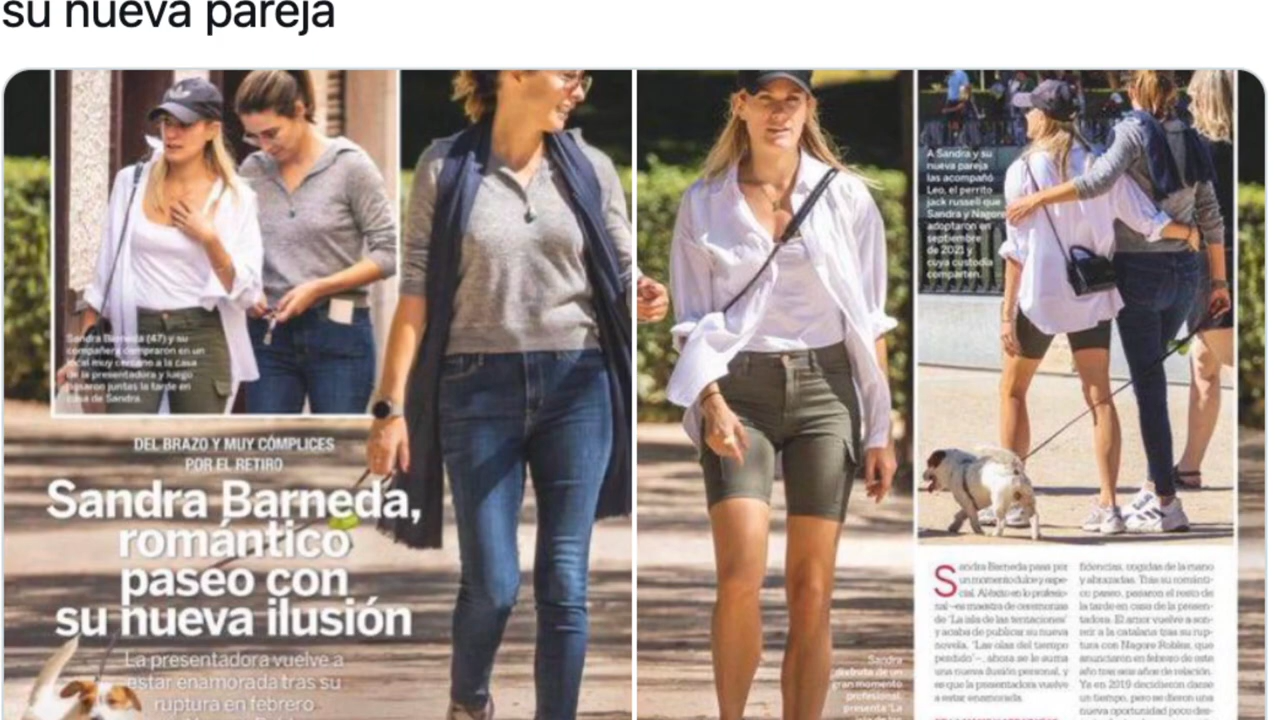 su nueva pareja
Sandra Barneda (47) y su
compañera compraron en un
local muy cercano a la casa
de la presentadora y luego
pasaron juntas la tarde en
casa de Sandra.
DEL BRAZO Y MUY CÓMPLICES
POR EL RETIRO
Sandra Barneda,
romántico
paseo con
su nueva ilusión
La presentadora vuelve a
estar enamorada tras su
ruptura en febrero
A Sandra y su
nueva pareja
las acompañó
Leo, el perrito
jack russell que
Sandra y Nagore
adoptaron en
septiembre
de 2021 y
cuya custodia
comparten.
Sandra
disfruta de un
gran momento
profesional,
presenta 'La
Sandra Barneda pasa por
un momento dulce y espe-
cial. Al éxito en lo profesio-
nal –es maestra de ceremonias
de 'La isla de las tentaciones'
y acaba de publicar su nueva
novela, 'Las olas del tiempo
perdido'–, ahora se le suma
una nueva ilusión personal, y
es que la presentadora vuelve
a estar enamorada.
fidencias, cogidas de la mano
y abrazadas. Tras su románti-
co paseo, pasaron el resto de
la tarde en casa de la presen-
tadora. El amor vuelve a son-
reír a la catalana tras su rup-
tura con Nagore Robles, que
anunciaron en febrero de este
año tras seis años de relación.
Ya en 2019 decidieron darse
un tiempo, pero se dieron una
nueva oportunidad poco des-